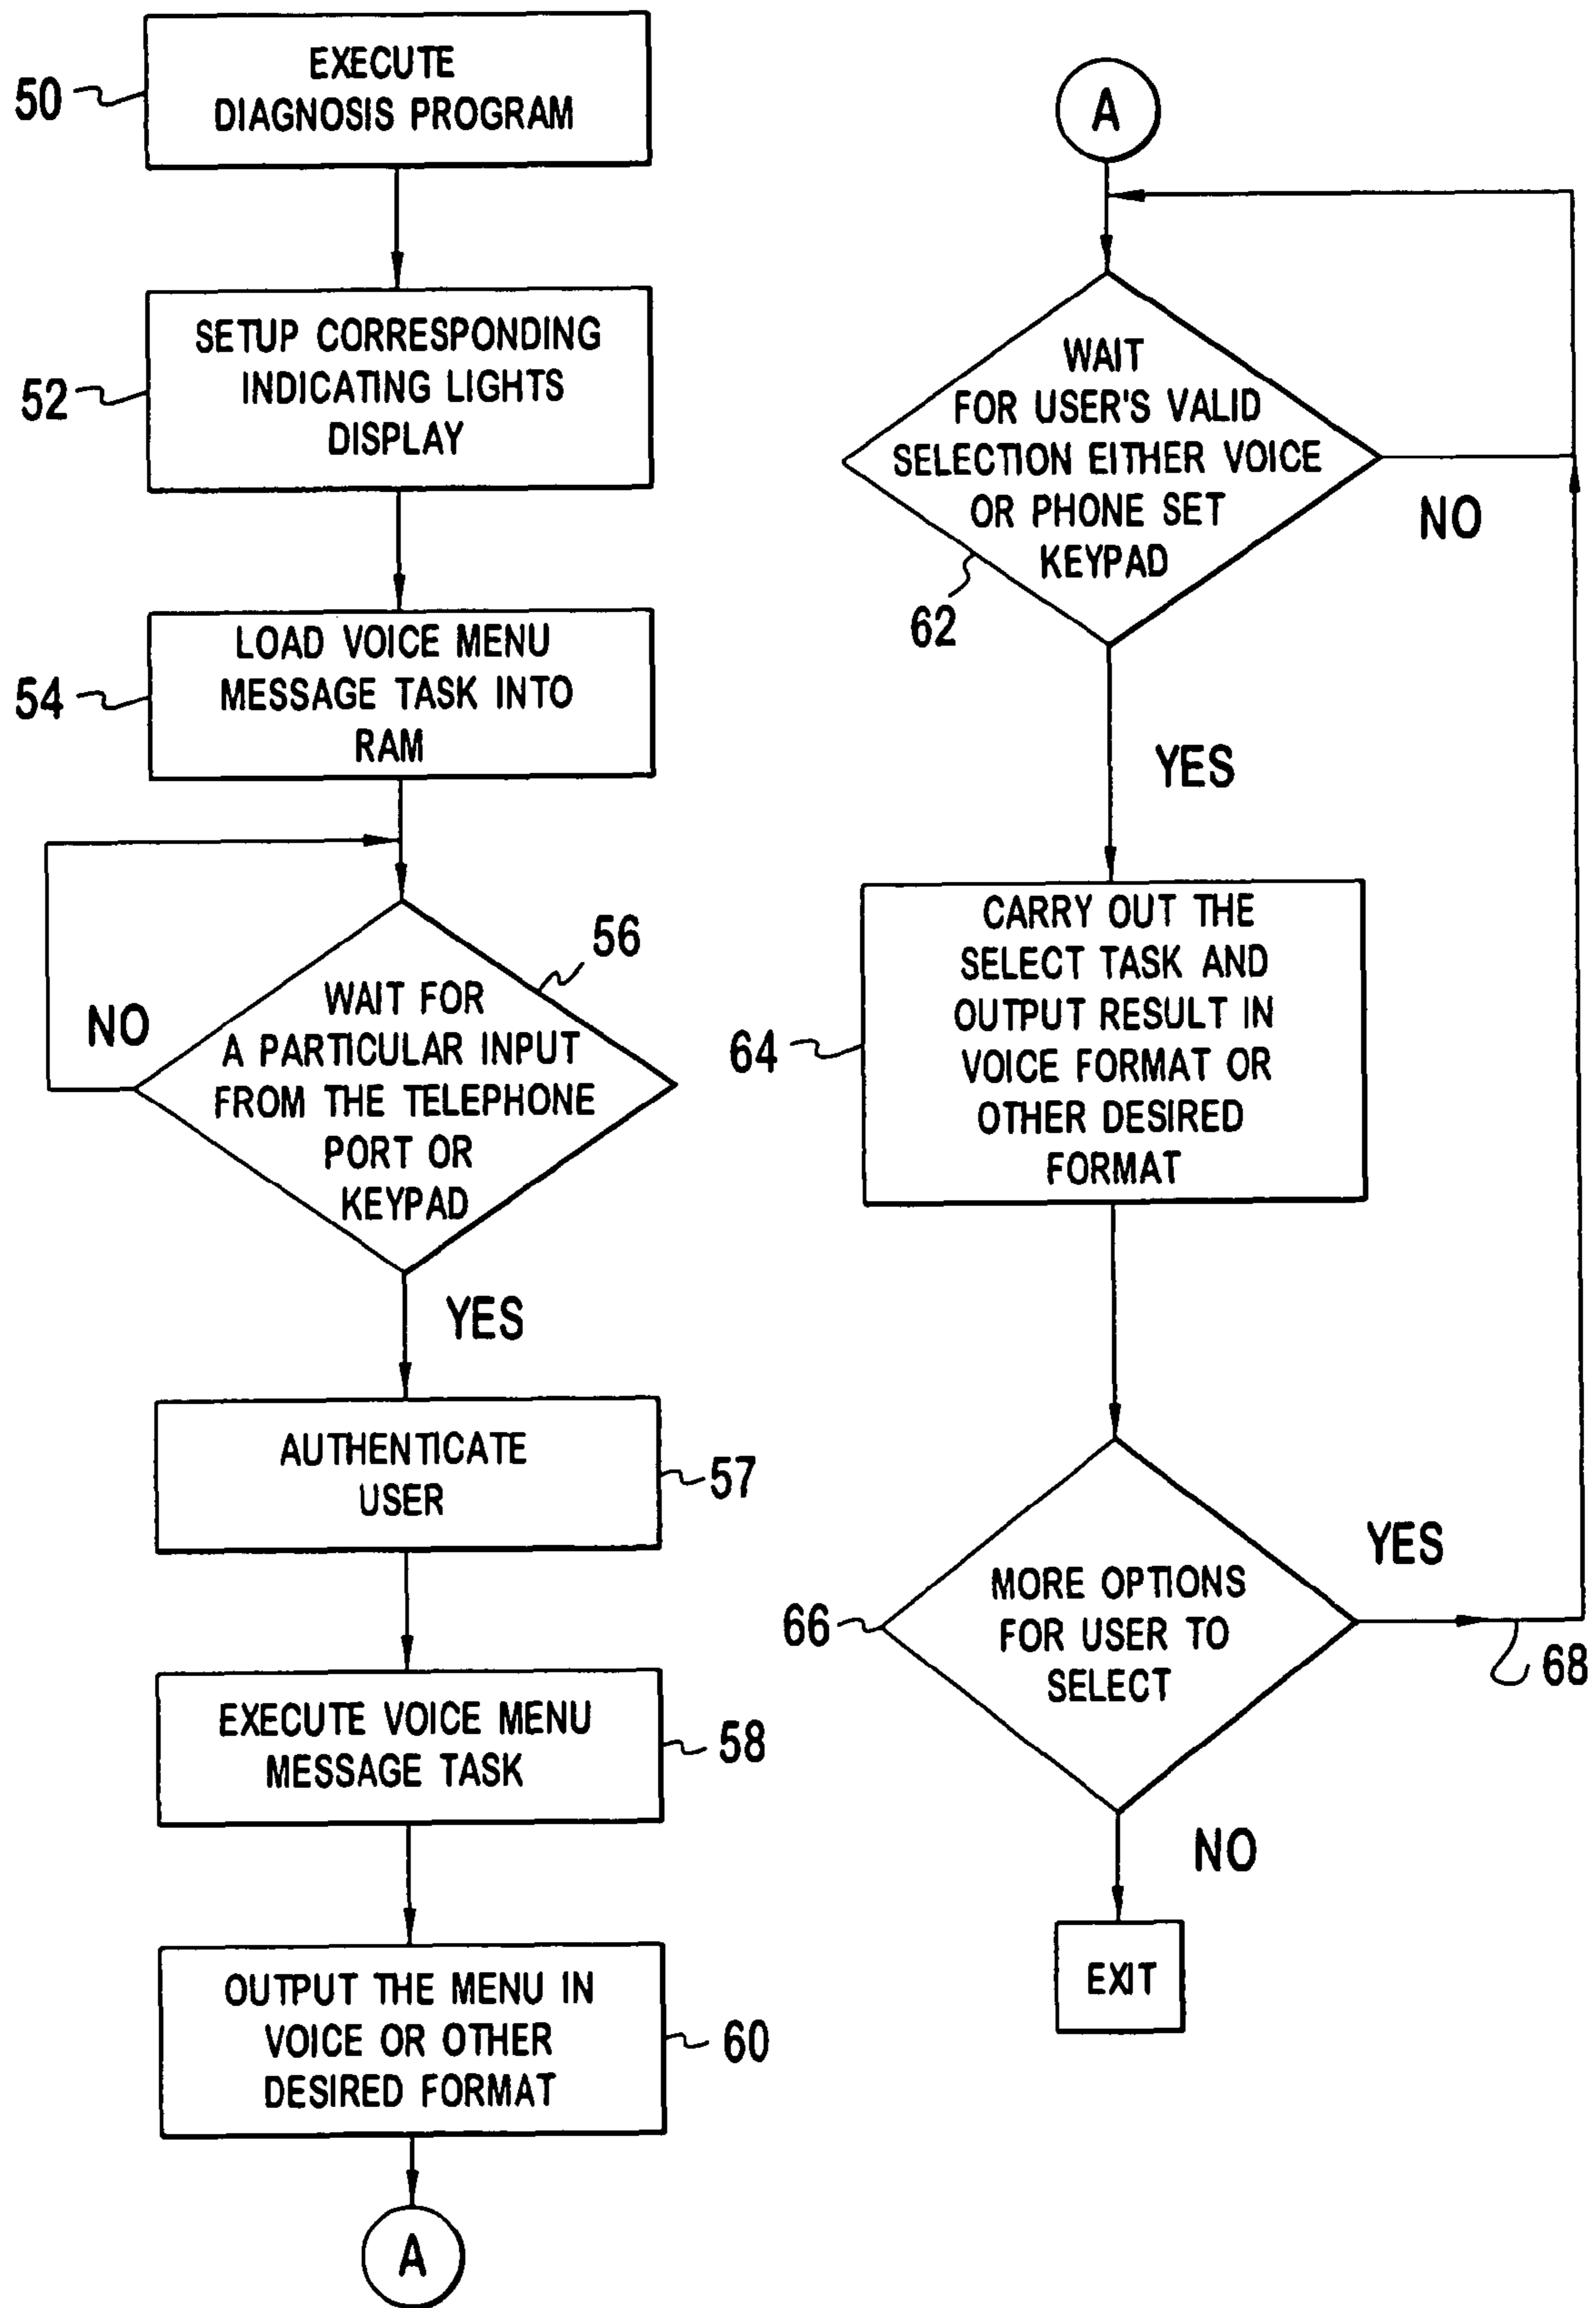 50
EXECUTE
DIAGNOSIS PROGRAM
52
SETUP CORRESPONDING
INDICATING LIGHTS
DISPLAY
54
LOAD VOICE MENU
MESSAGE TASK INTO
RAM
56
NO
WAIT FOR
A PARTICULAR INPUT
FROM THE TELEPHONE
PORT OR
KEYPAD
YES
AUTHENTICATE
USER
57
EXECUTE VOICE MENU
MESSAGE TASK
58
OUTPUT THE MENU IN
VOICE OR OTHER
DESIRED FORMAT
60
A
A
WAIT
FOR USER'S VALID
SELECTION EITHER VOICE
OR PHONE SET
KEYPAD
NO
62
YES
64
CARRY OUT THE
SELECT TASK AND
OUTPUT RESULT IN
VOICE FORMAT OR
OTHER DESIRED
FORMAT
66
MORE OPTIONS
FOR USER TO
SELECT
YES
68
NO
EXIT